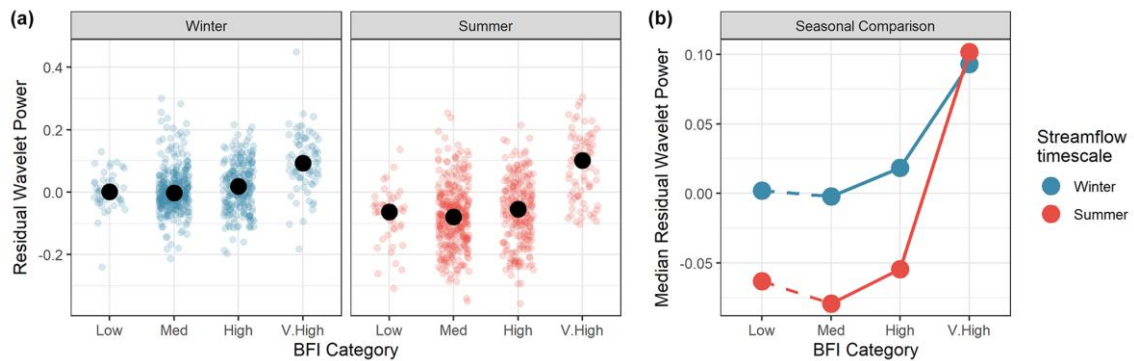 (a)
Winter
Summer
Residual Wavelet Power
0.4
0.2
0.0
-0.2
Low Med High V.High
Low Med High V.High
BFI Category
(b)
Seasonal Comparison
Median Residual Wavelet Power
0.10
0.05
0.00
-0.05
Low Med High V.High
BFI Category
Streamflow
timescale
Winter
Summer